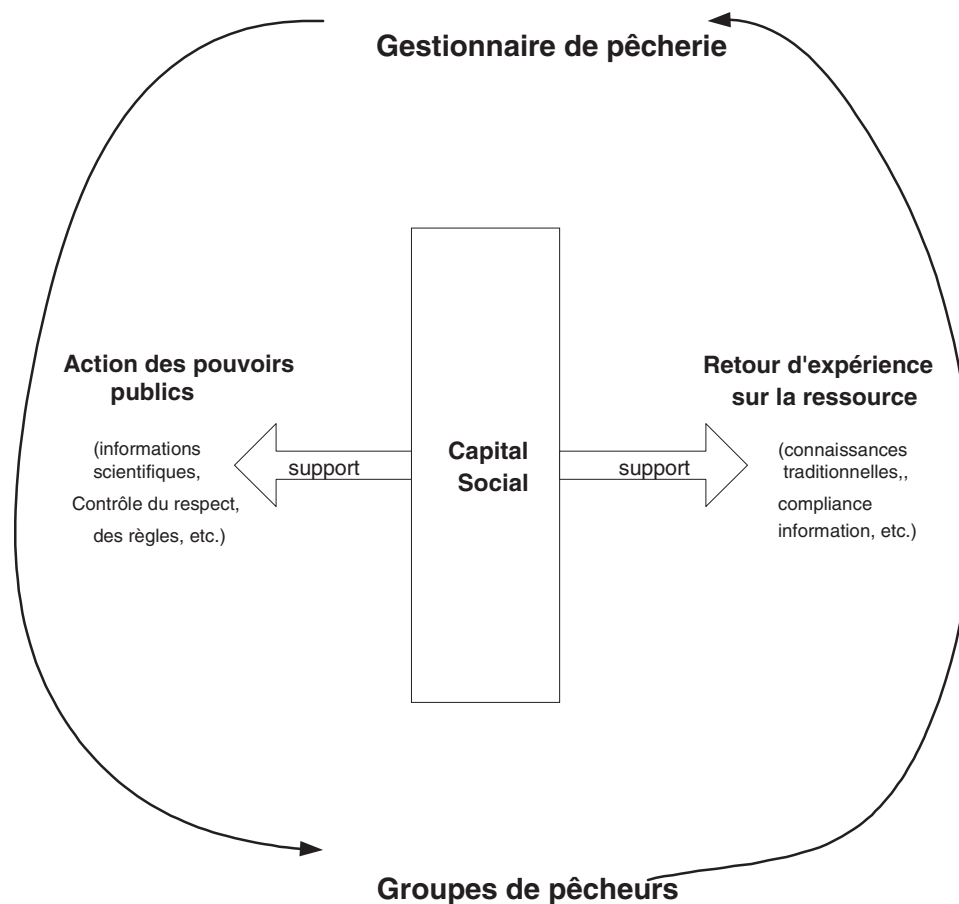 Gestionnaire de pêcherie
Action des pouvoirs
publics
(informations
scientifiques,
Contrôle du respect,
des règles, etc.)
support
Capital
Social
support
Retour d'expérience
sur la ressource
(connaissances
traditionnelles,,
compliance
information, etc.)
Groupes de pêcheurs